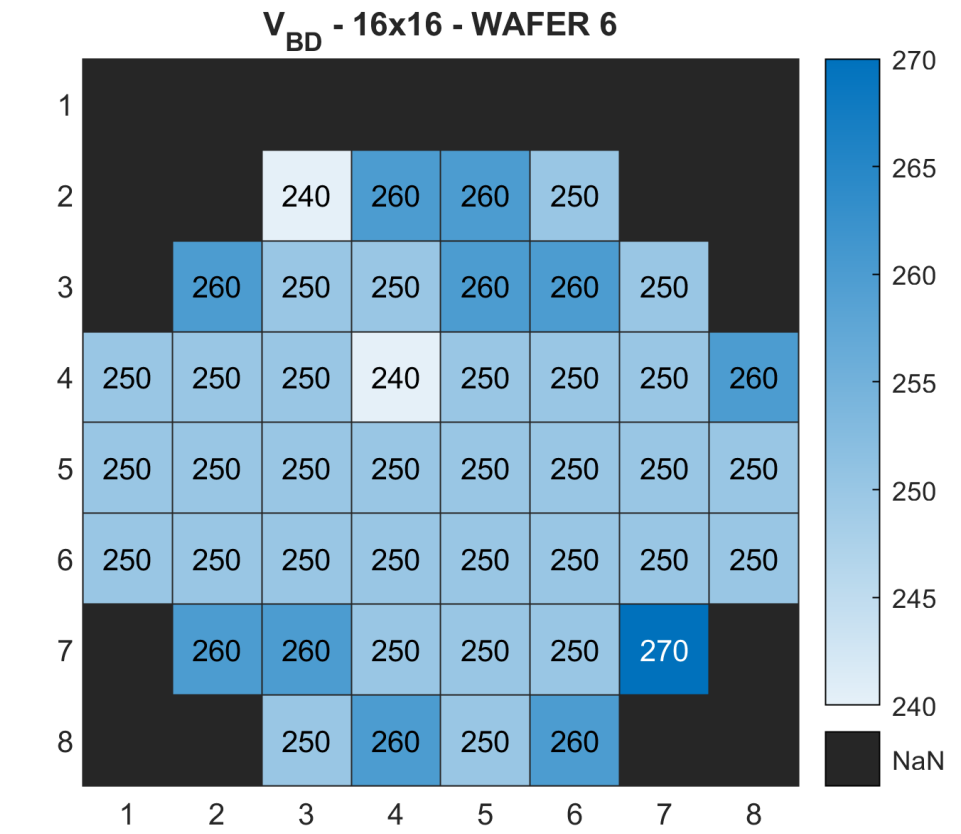 V_BD - 16x16 - WAFER 6
270
1
265
2 240 260 260 250
3 260 250 250 260 260 250
260
4 250 250 250 240 250 250 250 260
255
5 250 250 250 250 250 250 250 250
250
6 250 250 250 250 250 250 250 250
245
7 260 260 250 250 250 270
240
8 250 260 250 260
NaN
1 2 3 4 5 6 7 8